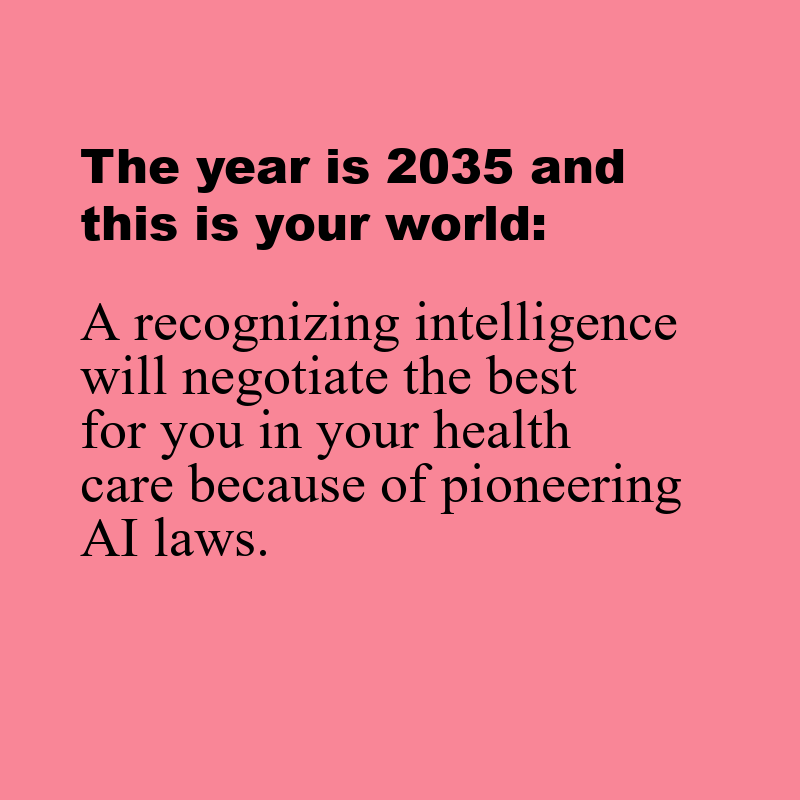 The year is 2035 and
this is your world:
A recognizing intelligence
will negotiate the best
for you in your health
care because of pioneering
AI laws.